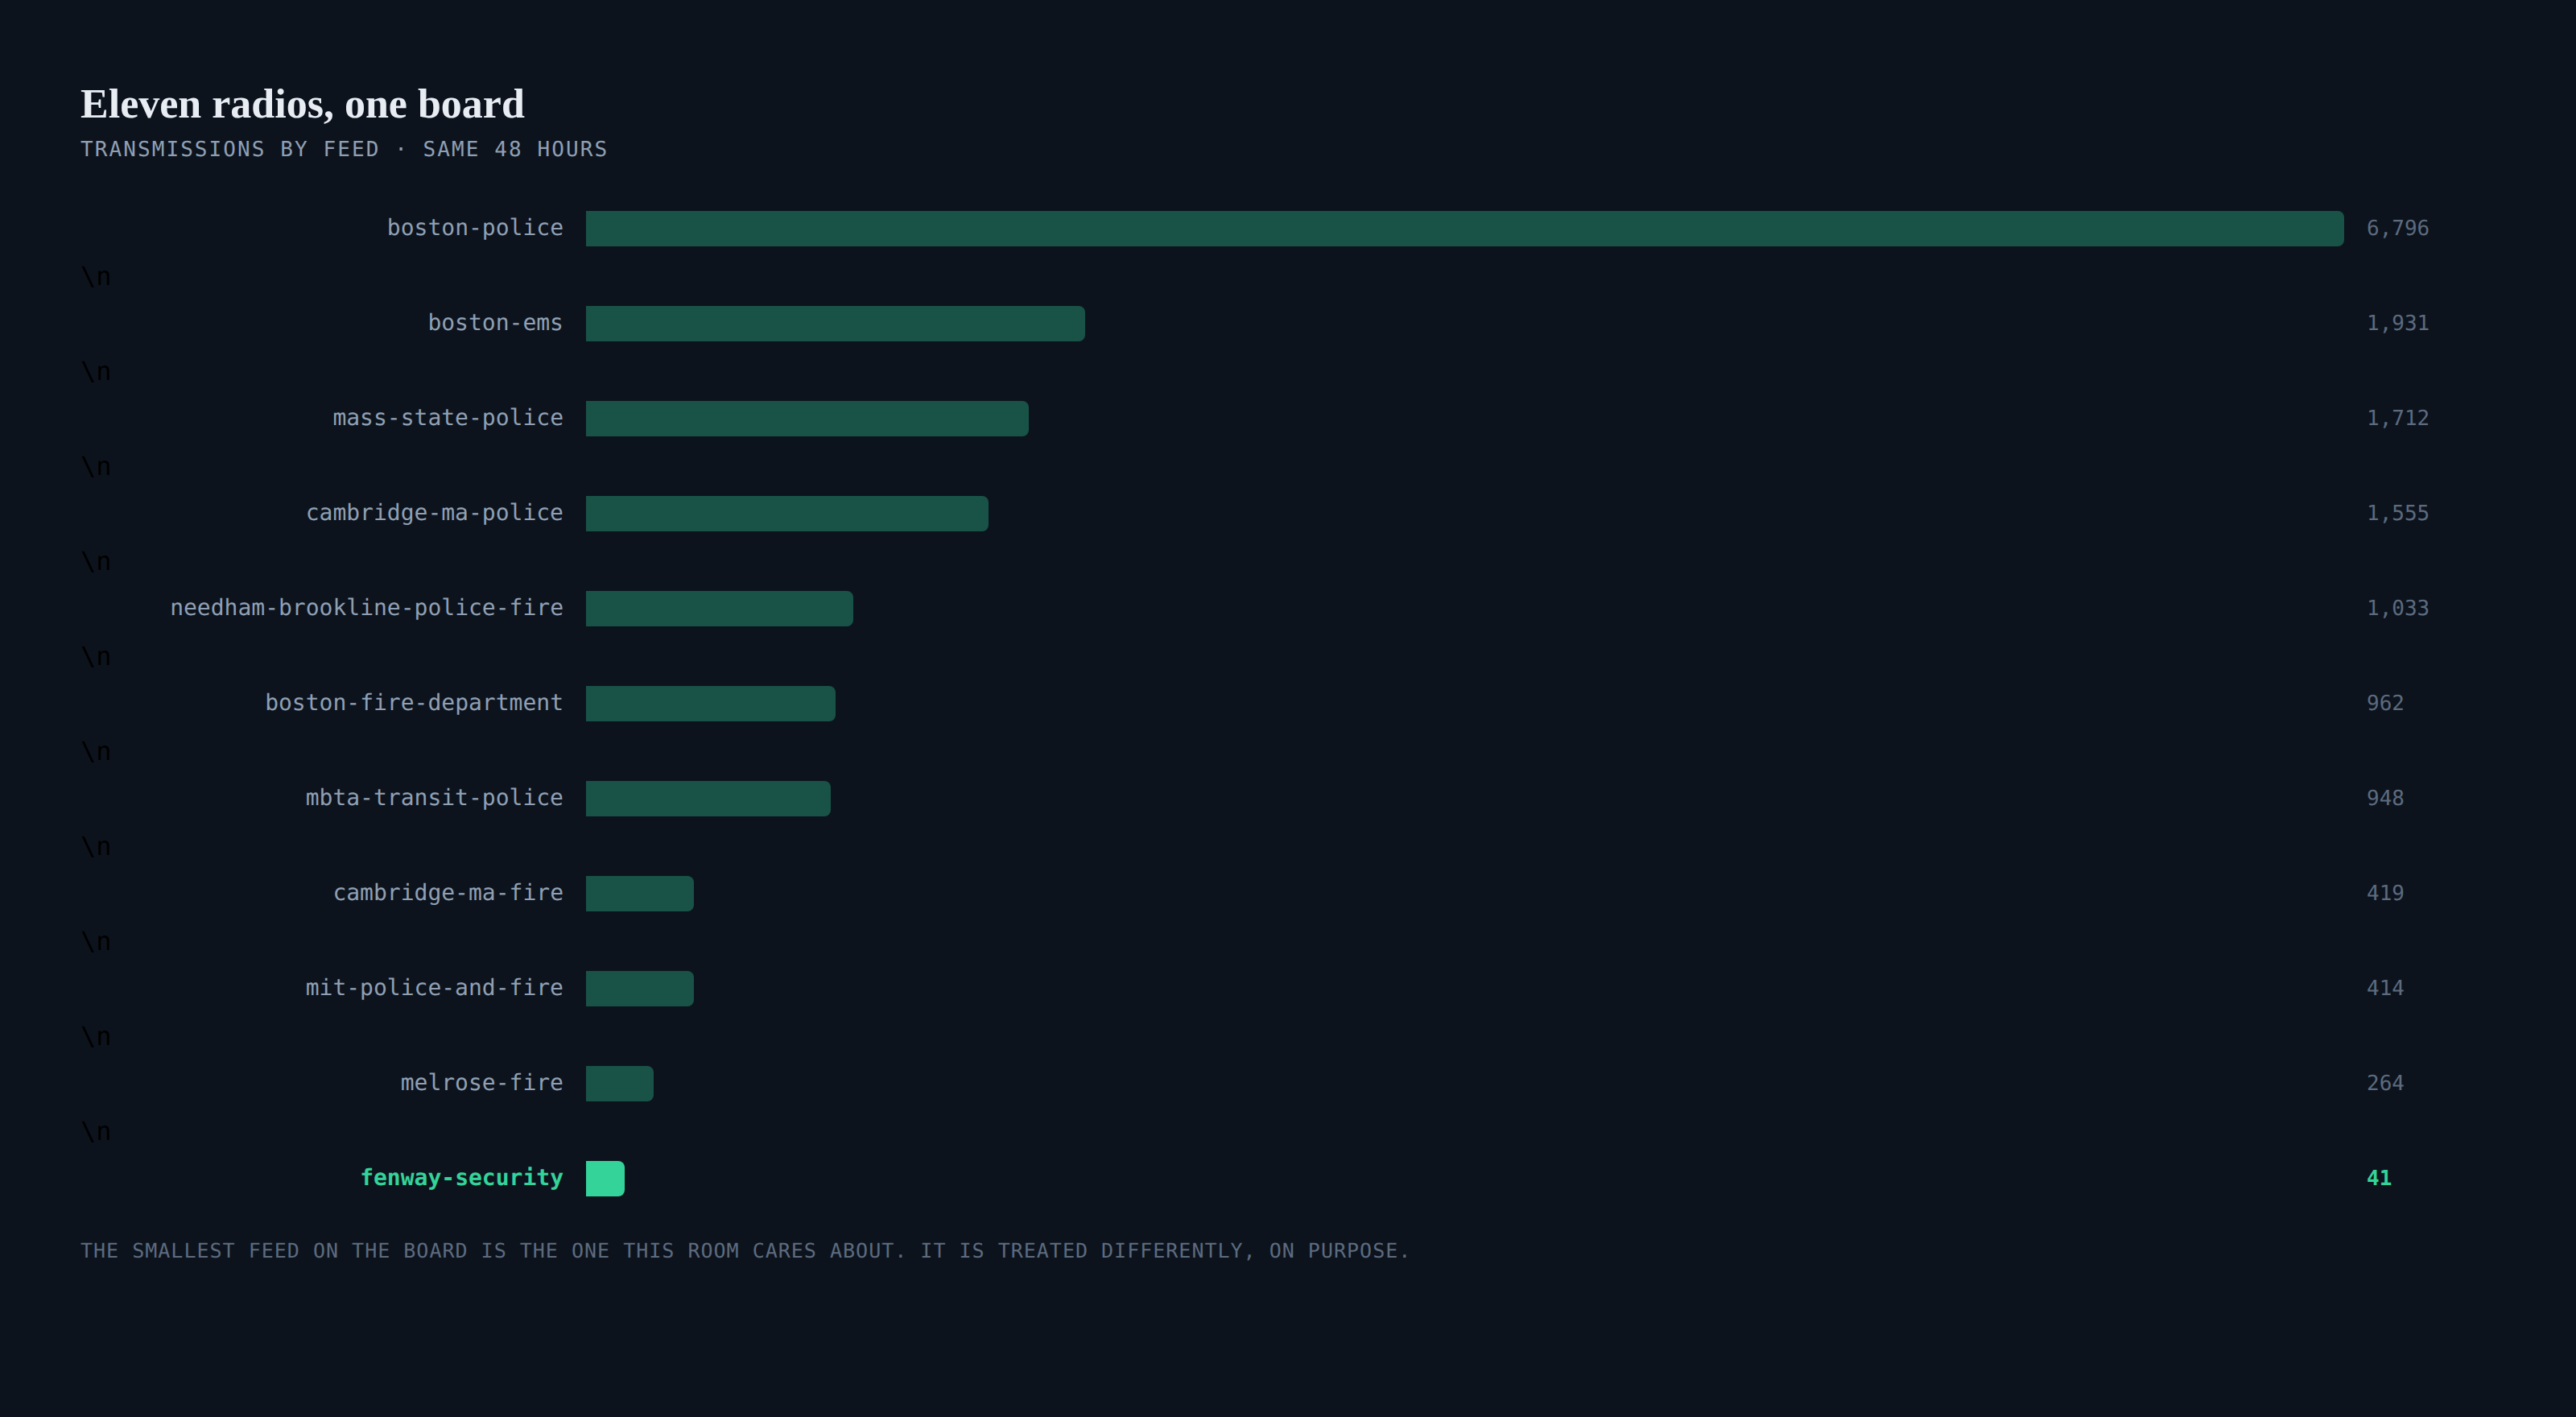 Eleven radios, one board
TRANSMISSIONS BY FEED · SAME 48 HOURS
boston-police 6,796
\n
boston-ems 1,931
\n
mass-state-police 1,712
\n
cambridge-ma-police 1,555
\n
needham-brookline-police-fire 1,033
\n
boston-fire-department 962
\n
mbta-transit-police 948
\n
cambridge-ma-fire 419
\n
mit-police-and-fire 414
\n
melrose-fire 264
\n
fenway-security 41
THE SMALLEST FEED ON THE BOARD IS THE ONE THIS ROOM CARES ABOUT. IT IS TREATED DIFFERENTLY, ON PURPOSE.